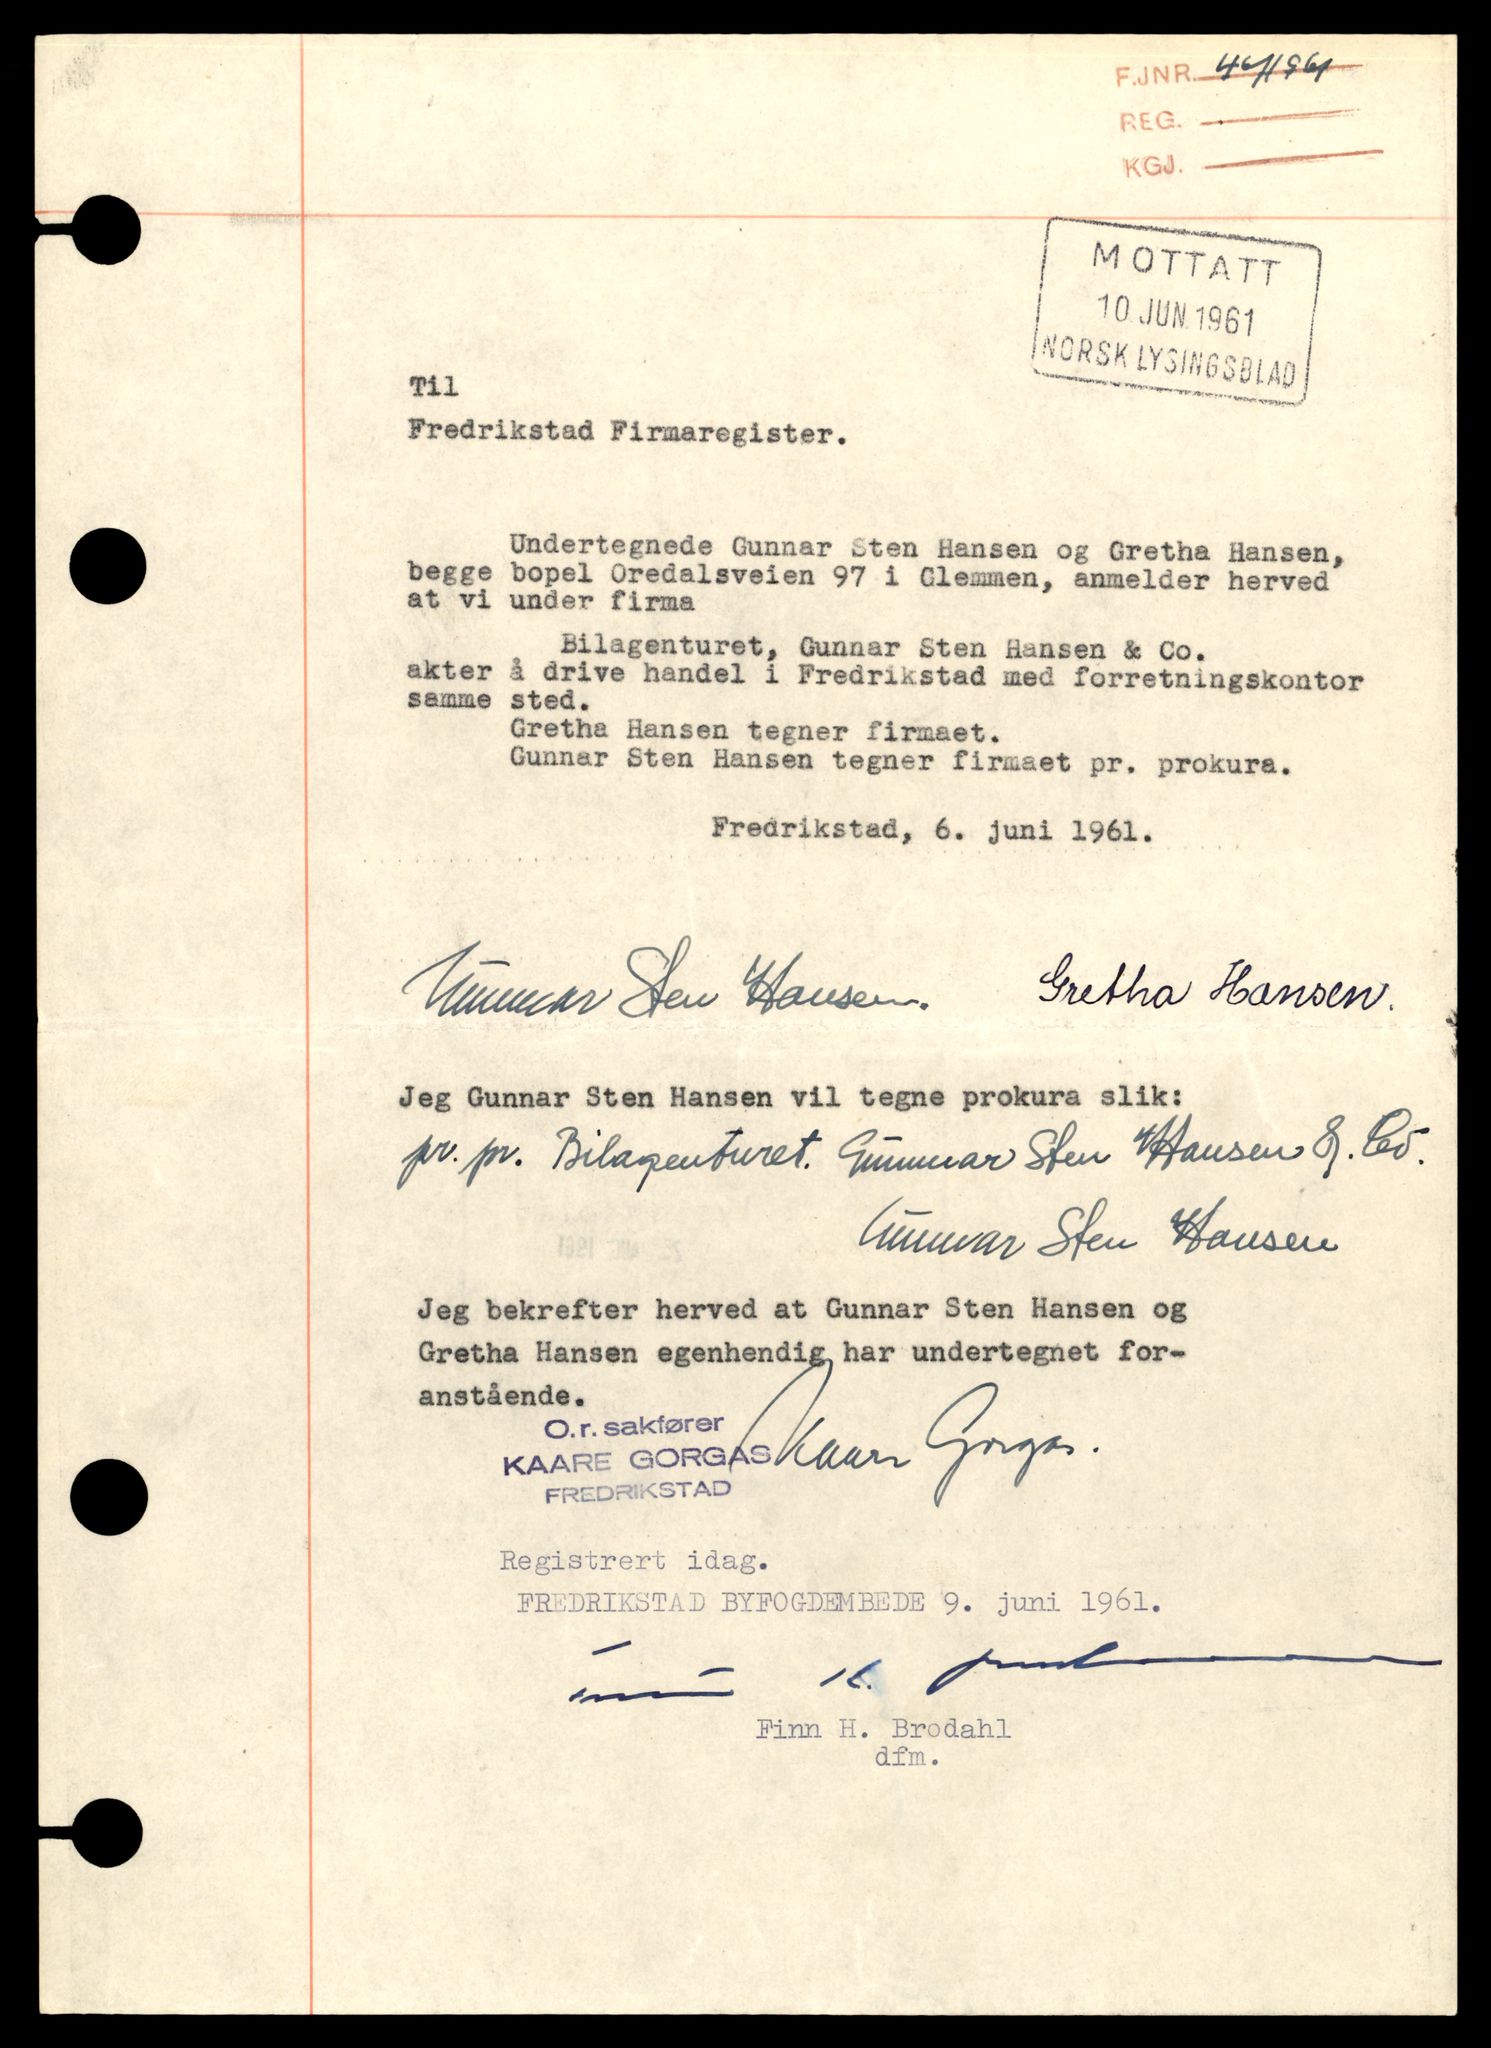 F.JNR. 46/1961
REG.
KGJ.
MOTTATT
10 JUN. 1961
NORSK LYSINGSBLAD
Til
Fredrikstad Firmaregister.
Undertegnede Gunnar Sten Hansen og Gretha Hansen,
begge bopel Oredalsveien 97 i Glemmen, anmelder herved
at vi under firma
Bilagenturet, Gunnar Sten Hansen & Co.
akter å drive handel i Fredrikstad med forretningskontor
samme sted.
Gretha Hansen tegner firmaet.
Gunnar Sten Hansen tegner firmaet pr. prokura.
Fredrikstad, 6. juni 1961.
Gunnar Sten Hansen. Gretha Hansen.
Jeg Gunnar Sten Hansen vil tegne prokura slik:
pr. pr. Bilagenturet. Gunnar Sten Hansen & Co.
Gunnar Sten Hansen
Jeg bekrefter herved at Gunnar Sten Hansen og
Gretha Hansen egenhendig har undertegnet for-
anstående.
O.r. sakfører
KAARE GORGAS Kaare Gorgas.
FREDRIKSTAD
Registrert idag.
FREDRIKSTAD BYFOGDEMBEDE 9. juni 1961.
Finn H. Brodahl
dfm.